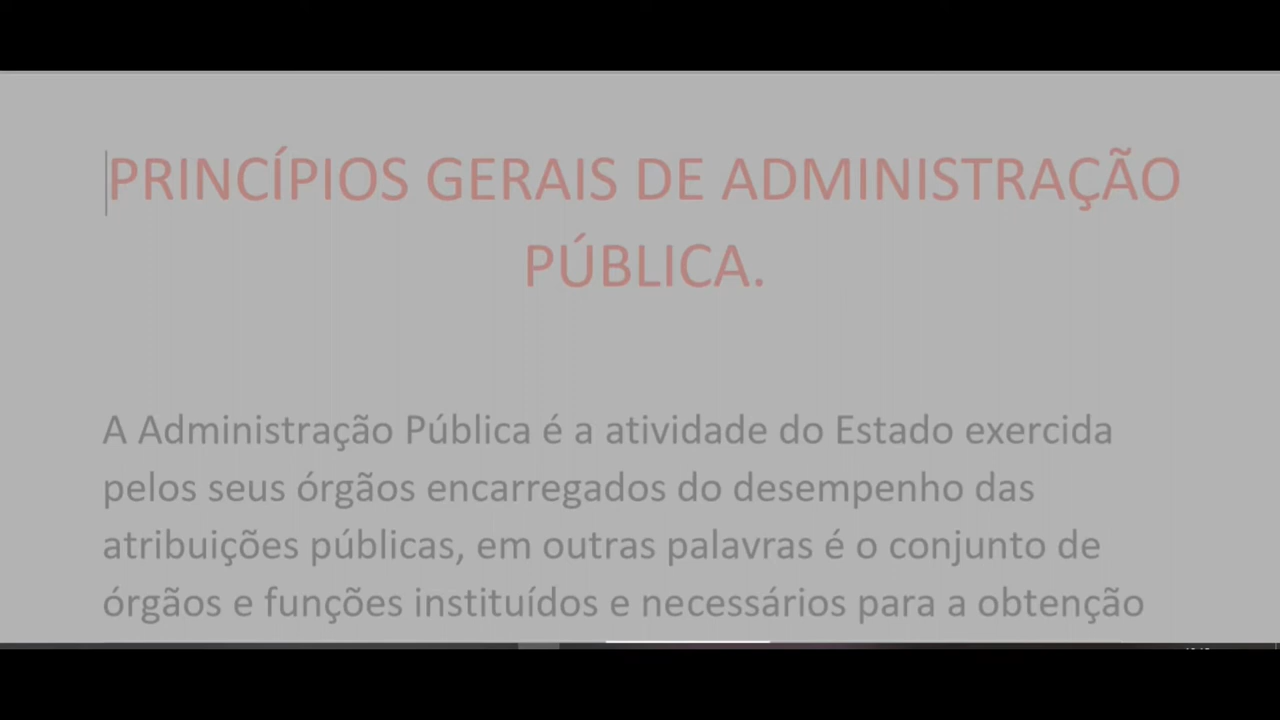 PRINCÍPIOS GERAIS DE ADMINISTRAÇÃO
PÚBLICA.
A Administração Pública é a atividade do Estado exercida
pelos seus órgãos encarregados do desempenho das
atribuições públicas, em outras palavras é o conjunto de
órgãos e funções instituídos e necessários para a obtenção